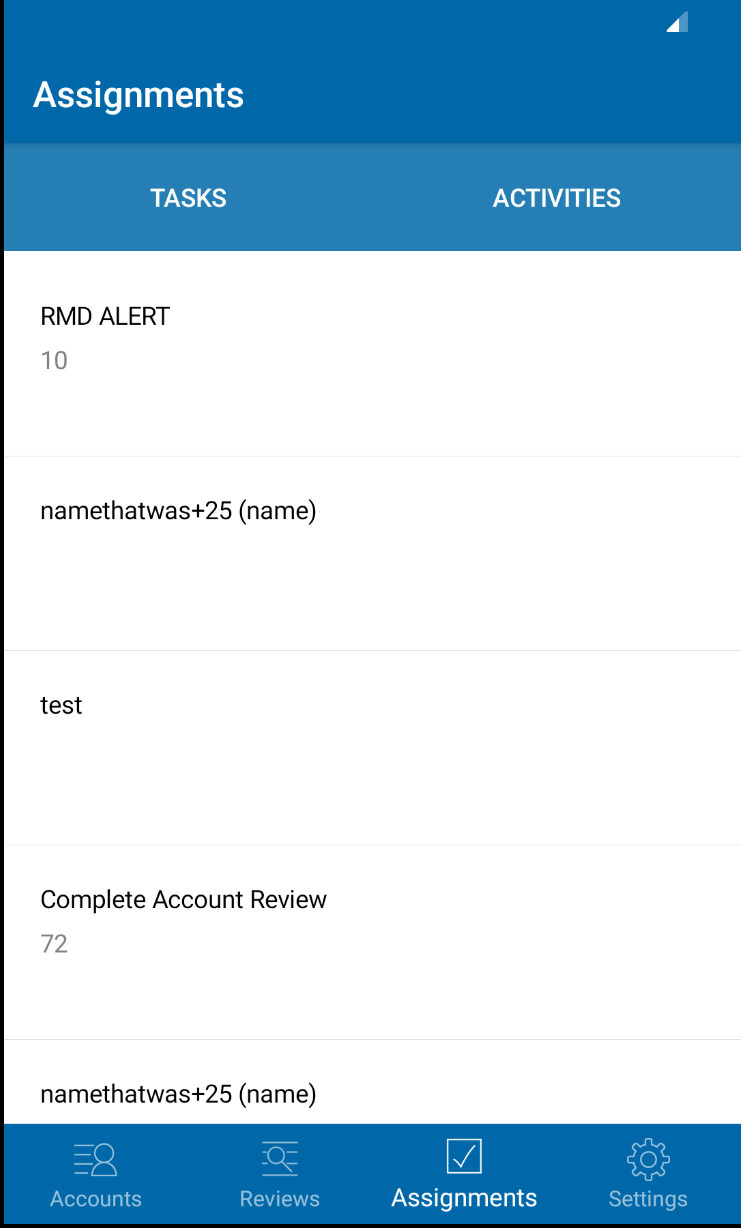 Assignments
TASKS
ACTIVITIES
RMD ALERT
10
namethatwas+25 (name)
test
Complete Account Review
72
namethatwas+25 (name)
Accounts
Reviews
Assignments
Settings